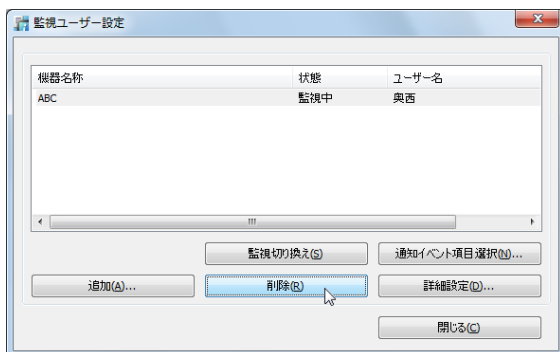 監視ユーザー設定
機器名称 状態 ユーザー名
ABC 監視中 奥西
監視切り換え(S) 通知イベント項目選択(N)...
追加(A)... 削除(R) 詳細設定(D)...
閉じる(C)